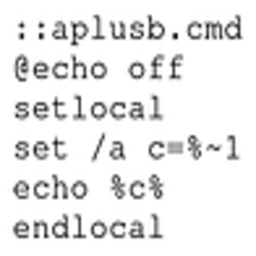 ::aplusb.cmd
@echo off
setlocal
set /a c=%~1
echo %c%
endlocal